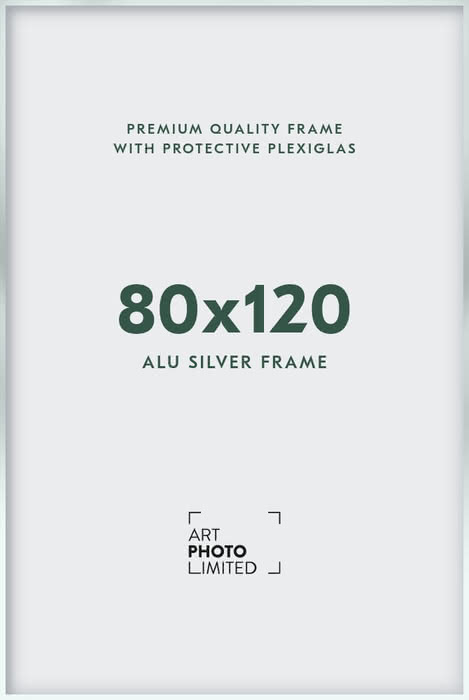 PREMIUM QUALITY FRAME
WITH PROTECTIVE PLEXIGLAS
80x120
ALU SILVER FRAME
ART
PHOTO
LIMITED